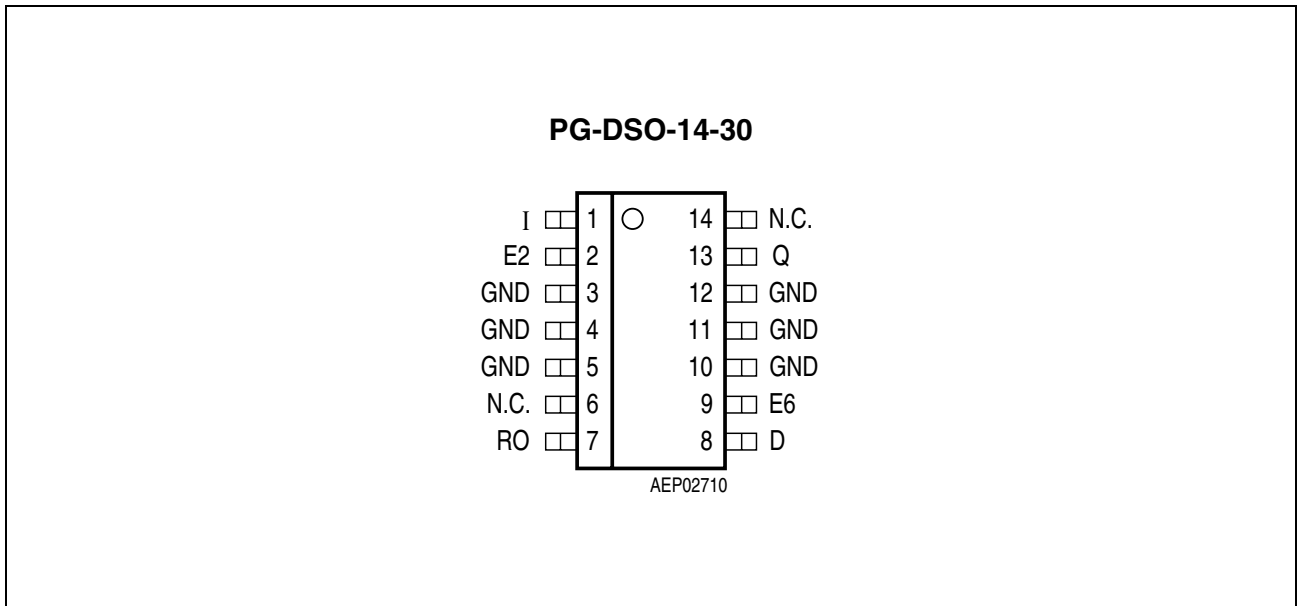 PG-DSO-14-30
I 1 14 N.C.
E2 2 13 Q
GND 3 12 GND
GND 4 11 GND
GND 5 10 GND
N.C. 6 9 E6
RO 7 8 D
AEP02710